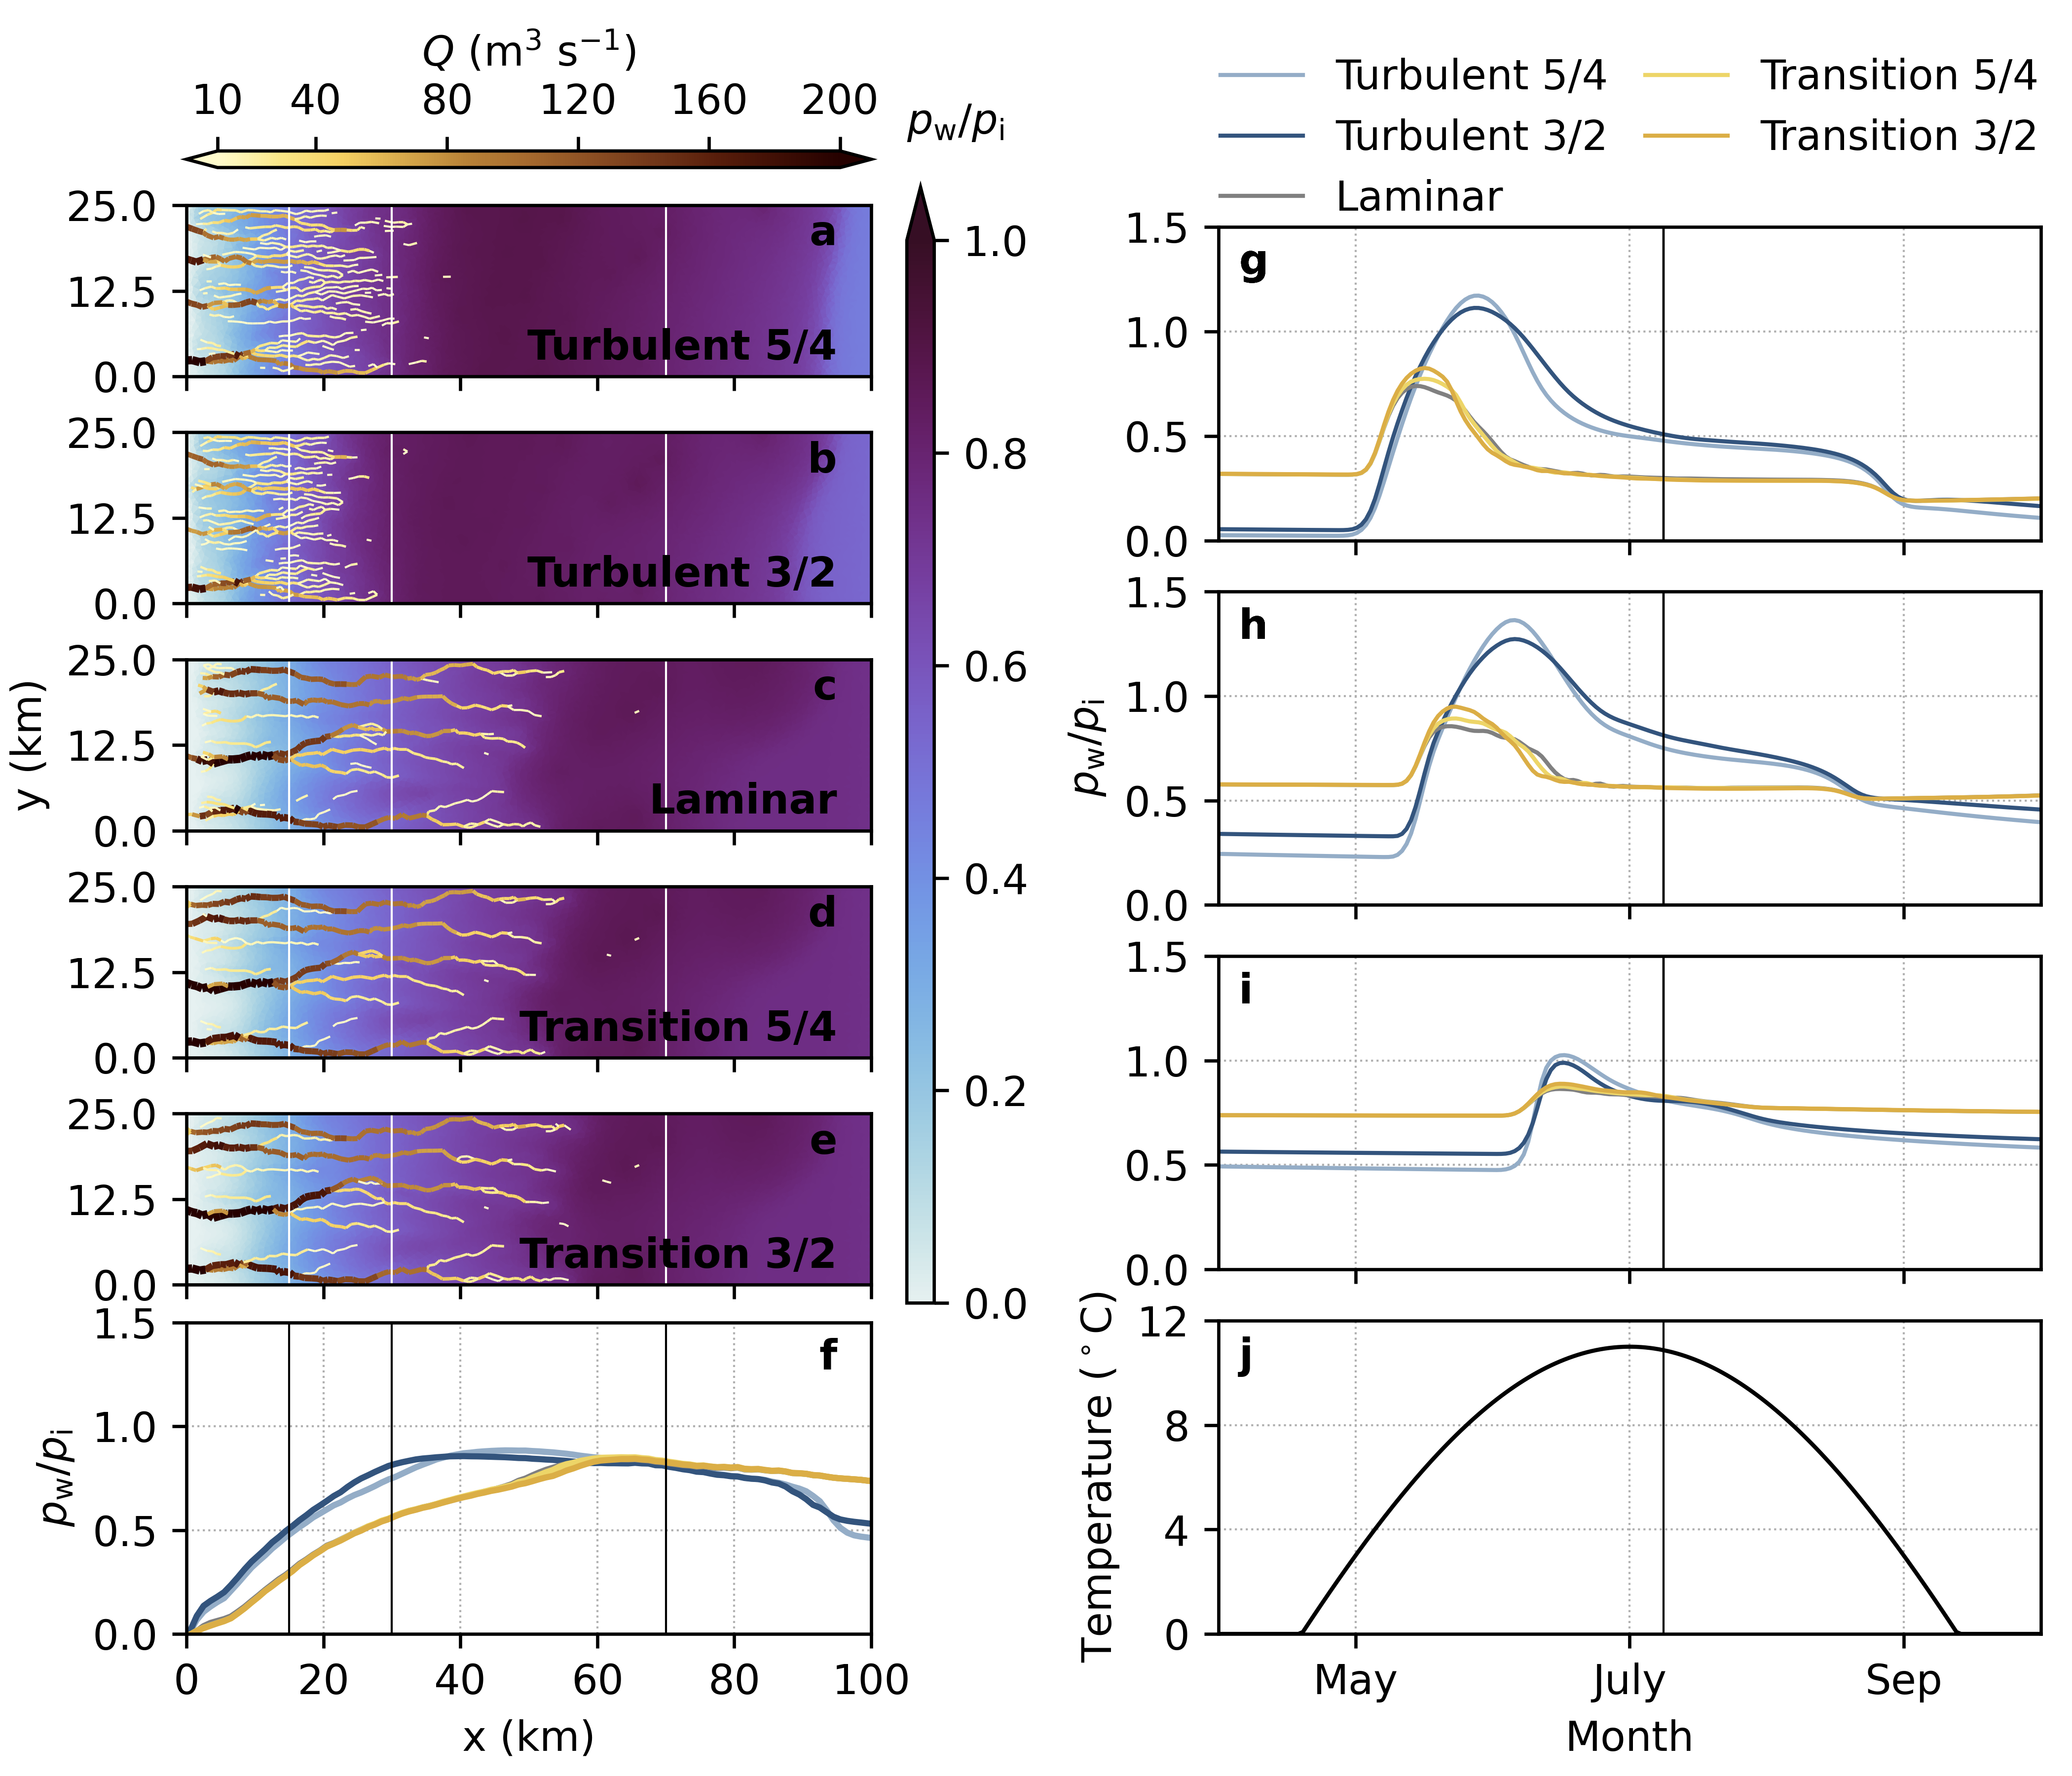 Q (m³ s⁻¹)
10 40 80 120 160 200
p_w/p_i
1.0
0.8
0.6
0.4
0.2
0.0
y (km)
25.0
12.5
0.0
a
Turbulent 5/4
25.0
12.5
0.0
b
Turbulent 3/2
25.0
12.5
0.0
c
Laminar
25.0
12.5
0.0
d
Transition 5/4
25.0
12.5
0.0
e
Transition 3/2
p_w/p_i
1.5
1.0
0.5
0.0
f
0 20 40 60 80 100
x (km)
Turbulent 5/4
Turbulent 3/2
Laminar
Transition 5/4
Transition 3/2
1.5
1.0
0.5
0.0
g
p_w/p_i
1.5
1.0
0.5
0.0
h
1.5
1.0
0.5
0.0
i
Temperature (°C)
12
8
4
0
j
May July Sep
Month